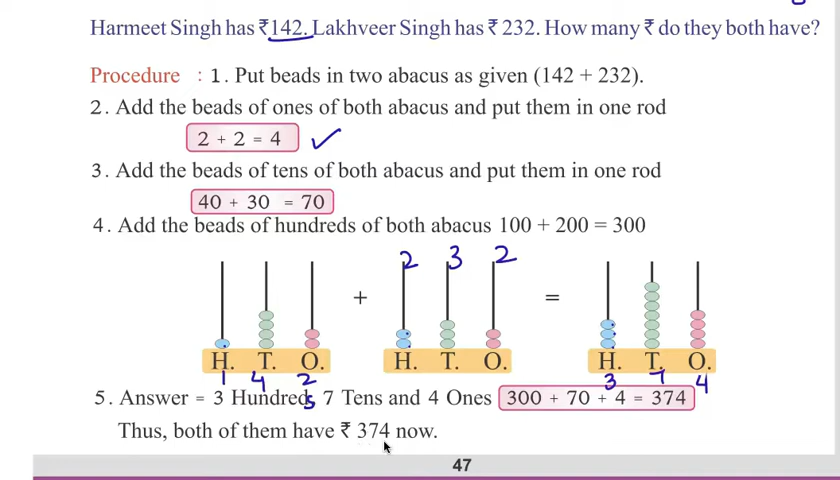 Harmeet Singh has ₹142. Lakhveer Singh has ₹ 232. How many ₹ do they both have?
Procedure : 1. Put beads in two abacus as given (142 + 232).
2. Add the beads of ones of both abacus and put them in one rod
2 + 2 = 4 ✓
3. Add the beads of tens of both abacus and put them in one rod
40 + 30 = 70
4. Add the beads of hundreds of both abacus 100 + 200 = 300
2 3 2
+ =
H. T. O. H. T. O. H. T. O.
1 4 2 3 7 4
5. Answer = 3 Hundreds 7 Tens and 4 Ones 300 + 70 + 4 = 374
Thus, both of them have ₹ 374 now.
47